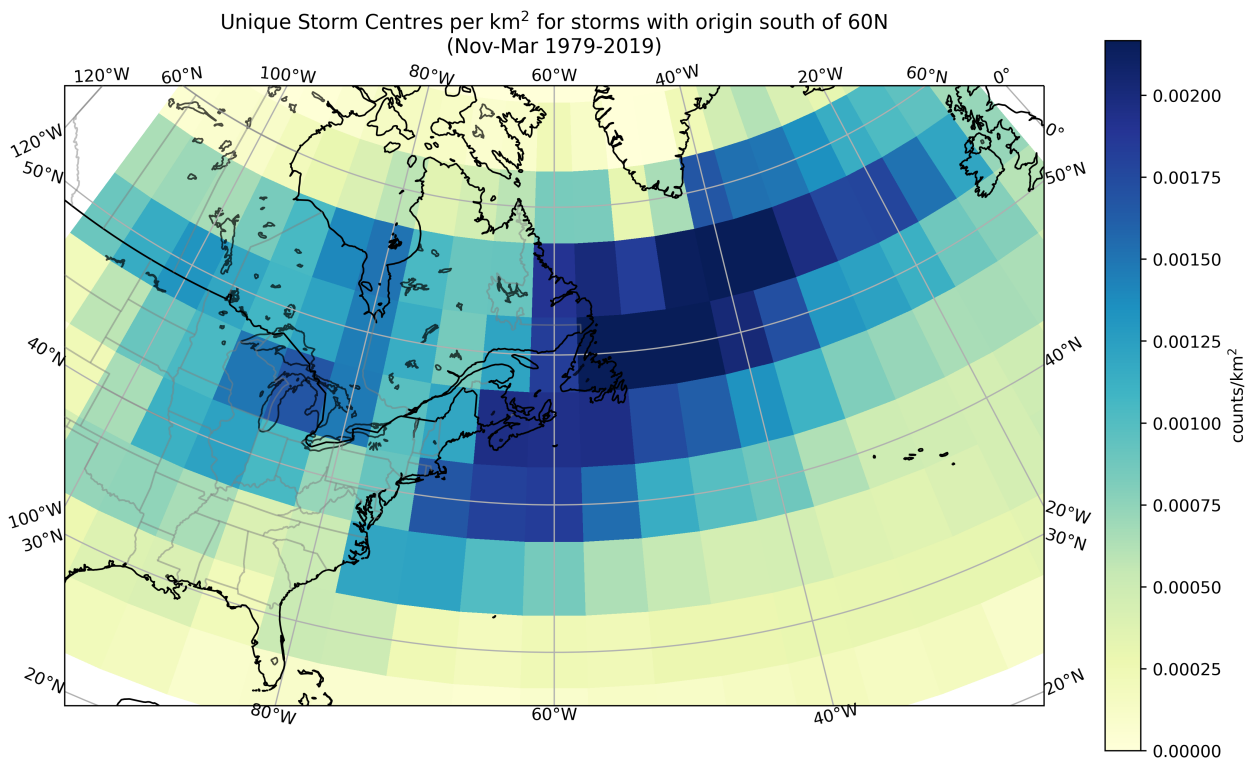 Unique Storm Centres per km² for storms with origin south of 60N
(Nov-Mar 1979-2019)
120°W 60°N 100°W 80°W 60°W 40°W 20°W 60°N 0°
120°W
0°
50°N
50°N
40°N
40°N
100°W
20°W
30°N
30°N
20°N
20°N
80°W 60°W 40°W
0.00200
0.00175
0.00150
0.00125
0.00100
0.00075
0.00050
0.00025
0.00000
counts/km²